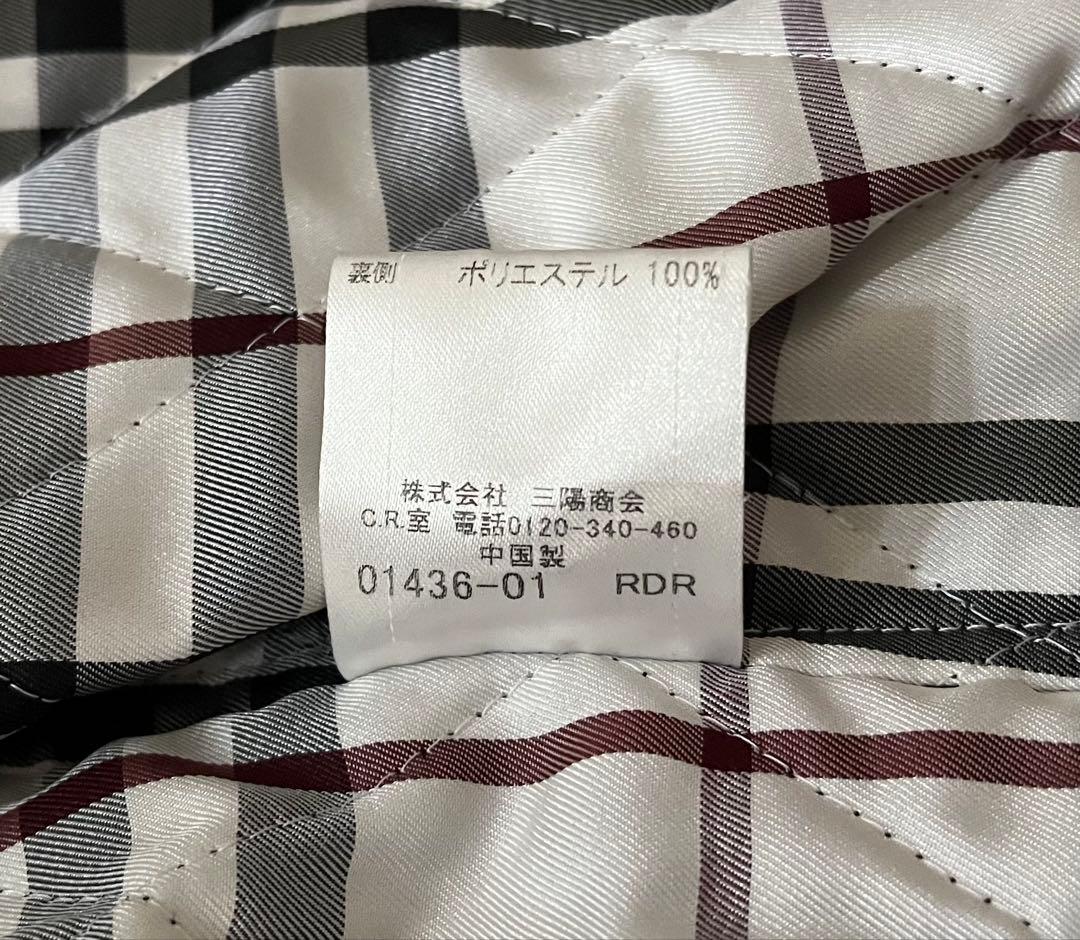 裏側 ポリエステル 100%
株式会社 三陽商会
C.R.室 電話0120-340-460
中国製
01436-01 RDR